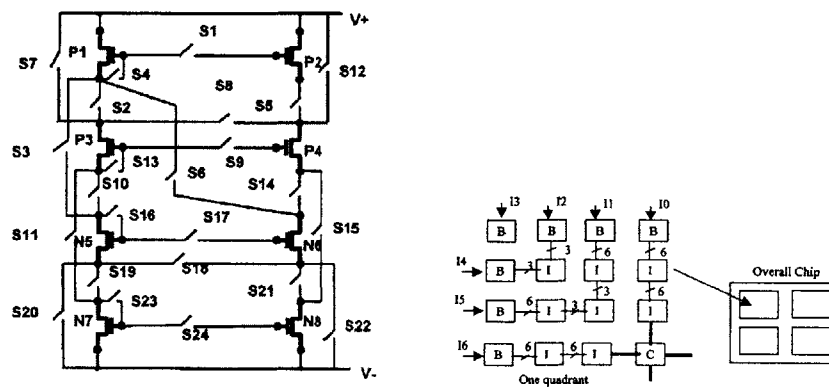 V+
S1
S7
P1
P2
S4
S12
S8
S2
S5
P3
P4
S3
S13
S9
S6
S10
S14
S16
S17
S11
S15
N5
N6
S18
S19
S20
S21
S23
S22
N7
S24
N8
V-
I3 I2 I1 I0
B B B B
3 6 6
I4 B 3 I I I
6 3 6
I5 B 6 I 3 I I
I6 B 6 I 6 I C
One quadrant
Overall Chip